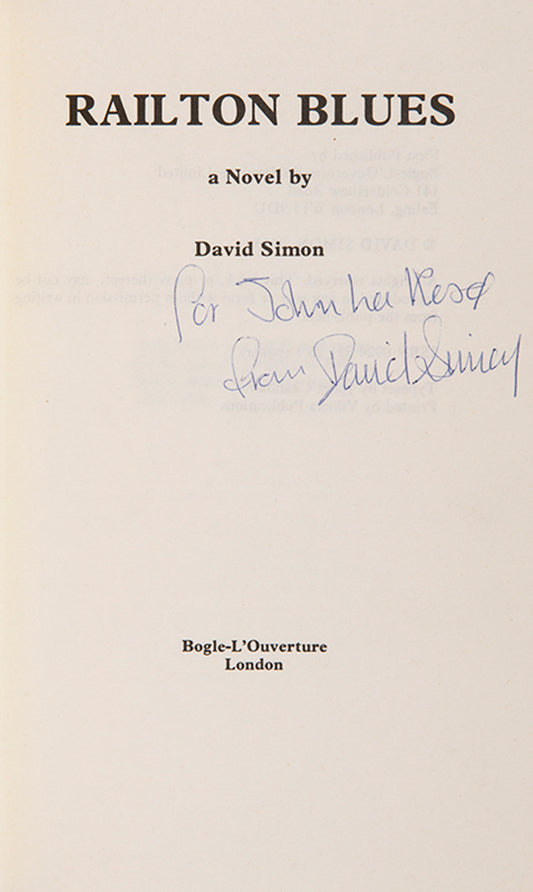 RAILTON BLUES
a Novel by
David Simon
For John La Rose
from David Simon
Bogle-L'Ouverture
London